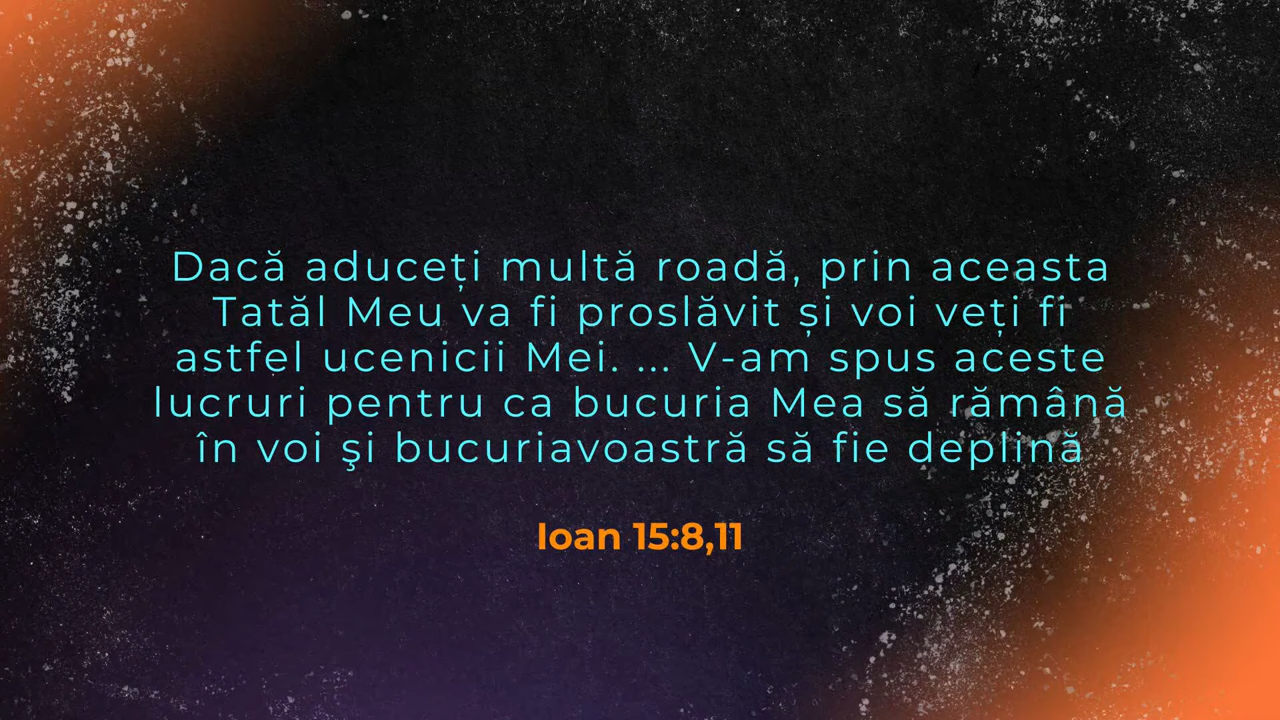 Dacă aduceți multă roadă, prin aceasta
Tatăl Meu va fi proslăvit și voi veți fi
astfel ucenicii Mei. ... V-am spus aceste
lucruri pentru ca bucuria Mea să rămână
în voi şi bucuriavoastră să fie deplină
Ioan 15:8,11